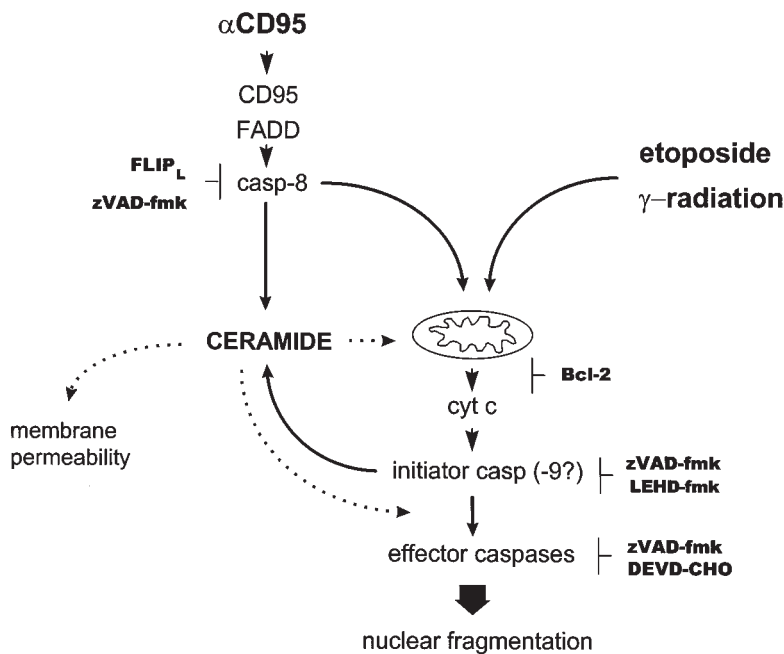 αCD95
CD95
FADD
FLIPL
zVAD-fmk
casp-8
etoposide
γ–radiation
CERAMIDE
Bcl-2
cyt c
membrane
permeability
initiator casp (-9?)
zVAD-fmk
LEHD-fmk
effector caspases
zVAD-fmk
DEVD-CHO
nuclear fragmentation